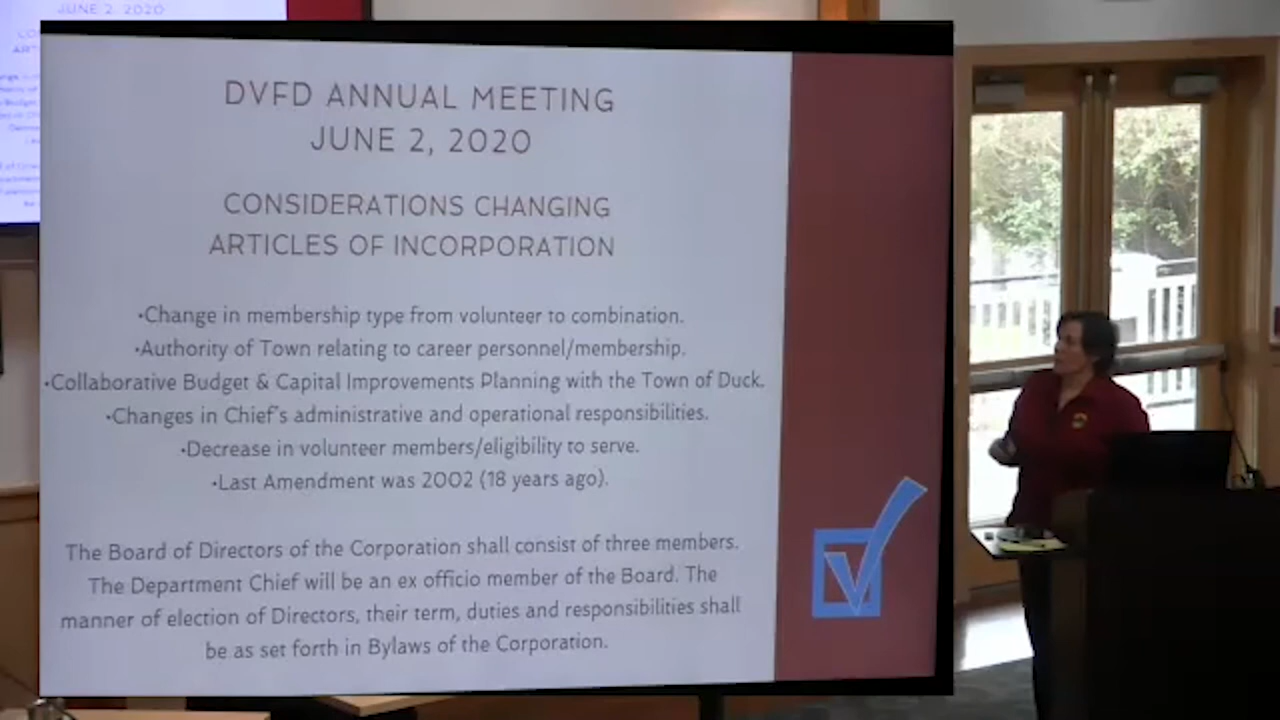 JUNE 2, 2020
DVFD ANNUAL MEETING
JUNE 2, 2020
CONSIDERATIONS CHANGING
ARTICLES OF INCORPORATION
•Change in membership type from volunteer to combination.
•Authority of Town relating to career personnel/membership.
•Collaborative Budget & Capital Improvements Planning with the Town of Duck.
•Changes in Chief's administrative and operational responsibilities.
•Decrease in volunteer members/eligibility to serve.
•Last Amendment was 2002 (18 years ago).
The Board of Directors of the Corporation shall consist of three members.
The Department Chief will be an ex officio member of the Board. The
manner of election of Directors, their term, duties and responsibilities shall
be as set forth in Bylaws of the Corporation.